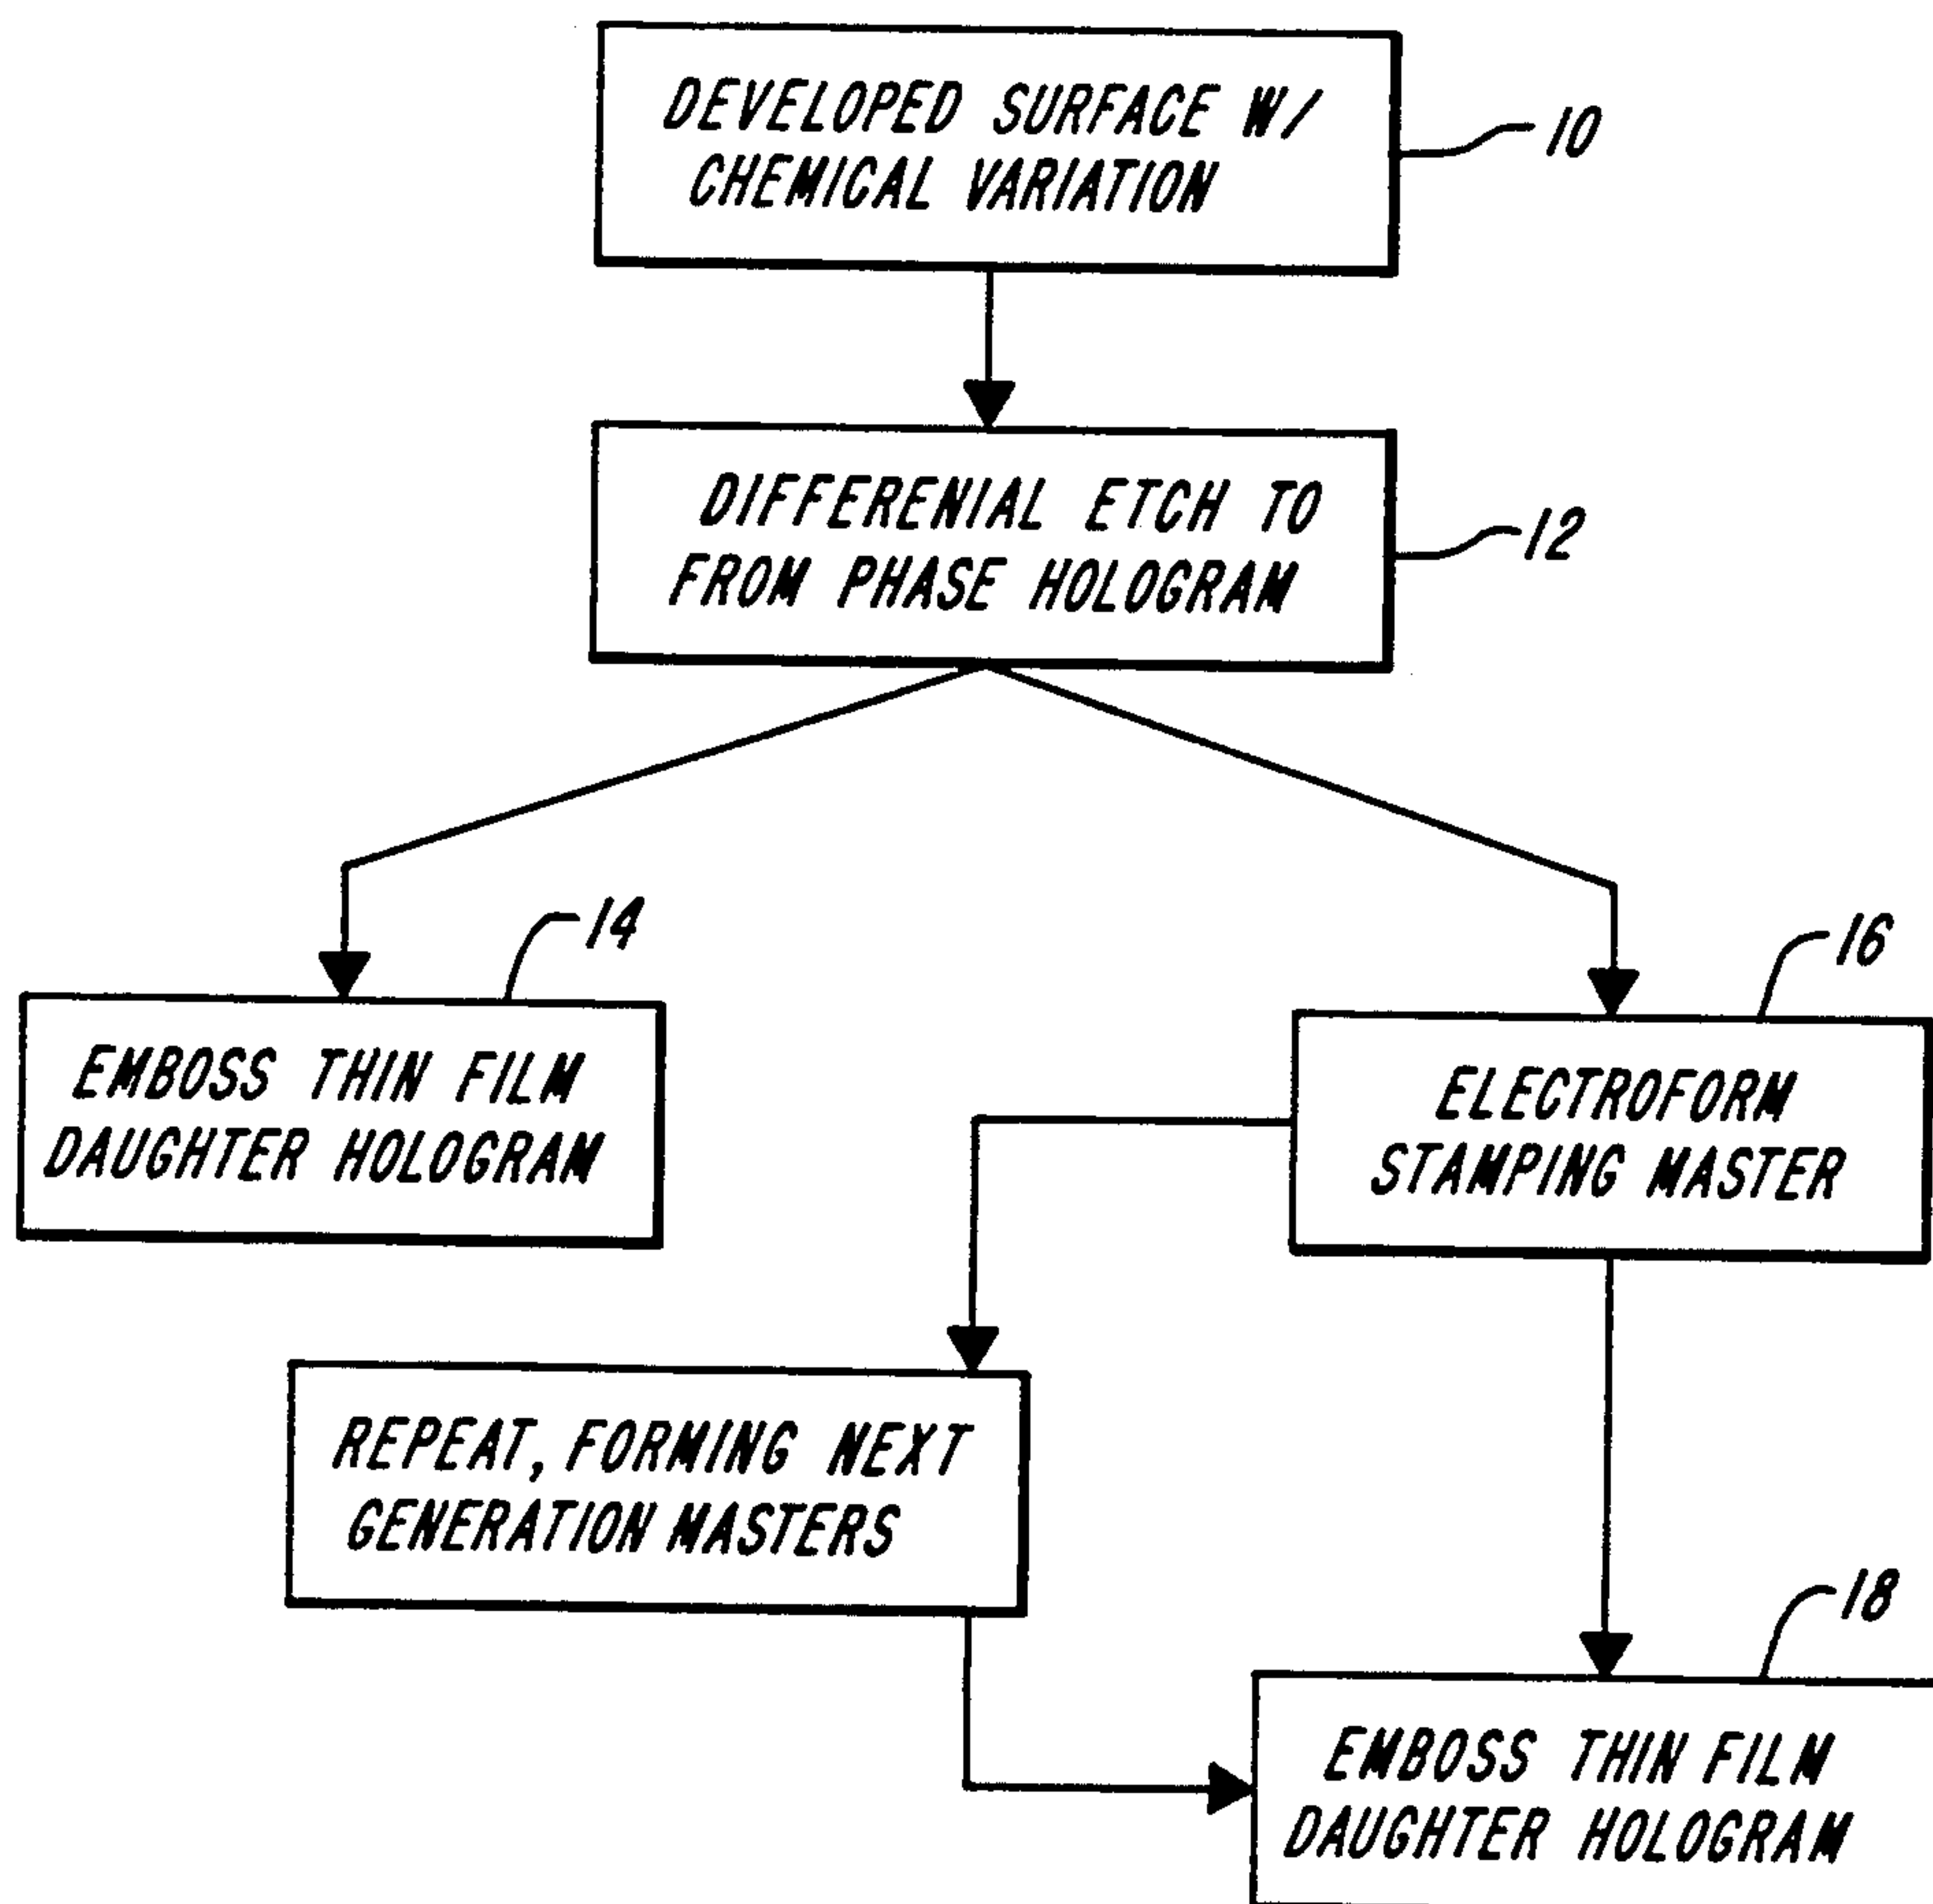 DEVELOPED SURFACE W/
CHEMICAL VARIATION
10
DIFFERENIAL ETCH TO
FROM PHASE HOLOGRAM
12
14
EMBOSS THIN FILM
DAUGHTER HOLOGRAM
16
ELECTROFORM
STAMPING MASTER
REPEAT, FORMING NEXT
GENERATION MASTERS
18
EMBOSS THIN FILM
DAUGHTER HOLOGRAM